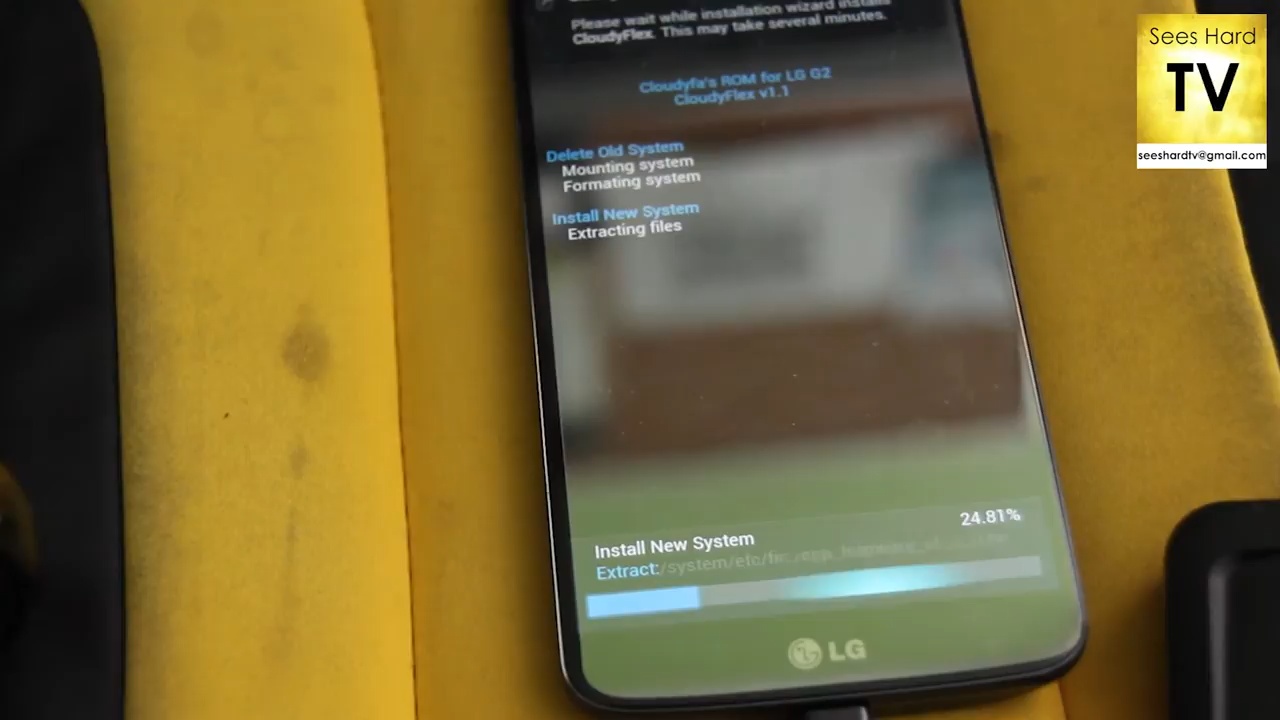 Please wait while installation wizard installs
CloudyFlex. This may take several minutes.
Cloudyfa's ROM for LG G2
CloudyFlex v1.1
Delete Old System
Mounting system
Formating system
Install New System
Extracting files
Install New System
24.81%
Extract:/system/etc/
LG
Sees Hard
TV
seeshardtv@gmail.com